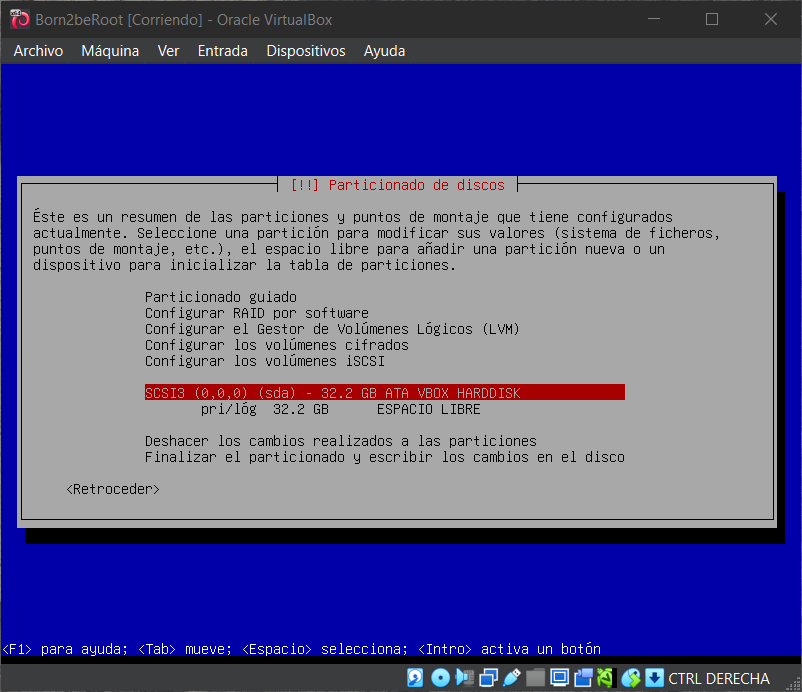 Born2beRoot [Corriendo] - Oracle VirtualBox
Archivo Máquina Ver Entrada Dispositivos Ayuda
[!!] Particionado de discos
Éste es un resumen de las particiones y puntos de montaje que tiene configurados
actualmente. Seleccione una partición para modificar sus valores (sistema de ficheros,
puntos de montaje, etc.), el espacio libre para añadir una partición nueva o un
dispositivo para inicializar la tabla de particiones.
Particionado guiado
Configurar RAID por software
Configurar el Gestor de Volúmenes Lógicos (LVM)
Configurar los volúmenes cifrados
Configurar los volúmenes iSCSI
SCSI3 (0,0,0) (sda) - 32.2 GB ATA VBOX HARDDISK
pri/lóg 32.2 GB ESPACIO LIBRE
Deshacer los cambios realizados a las particiones
Finalizar el particionado y escribir los cambios en el disco
<Retroceder>
<F1> para ayuda; <Tab> mueve; <Espacio> selecciona; <Intro> activa un botón
CTRL DERECHA